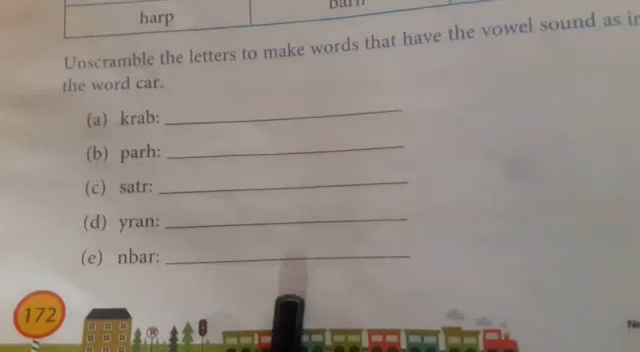 harp
barn
Unscramble the letters to make words that have the vowel sound as in
the word car.
(a) krab:
(b) parh:
(c) satr:
(d) yran:
(e) nbar:
172